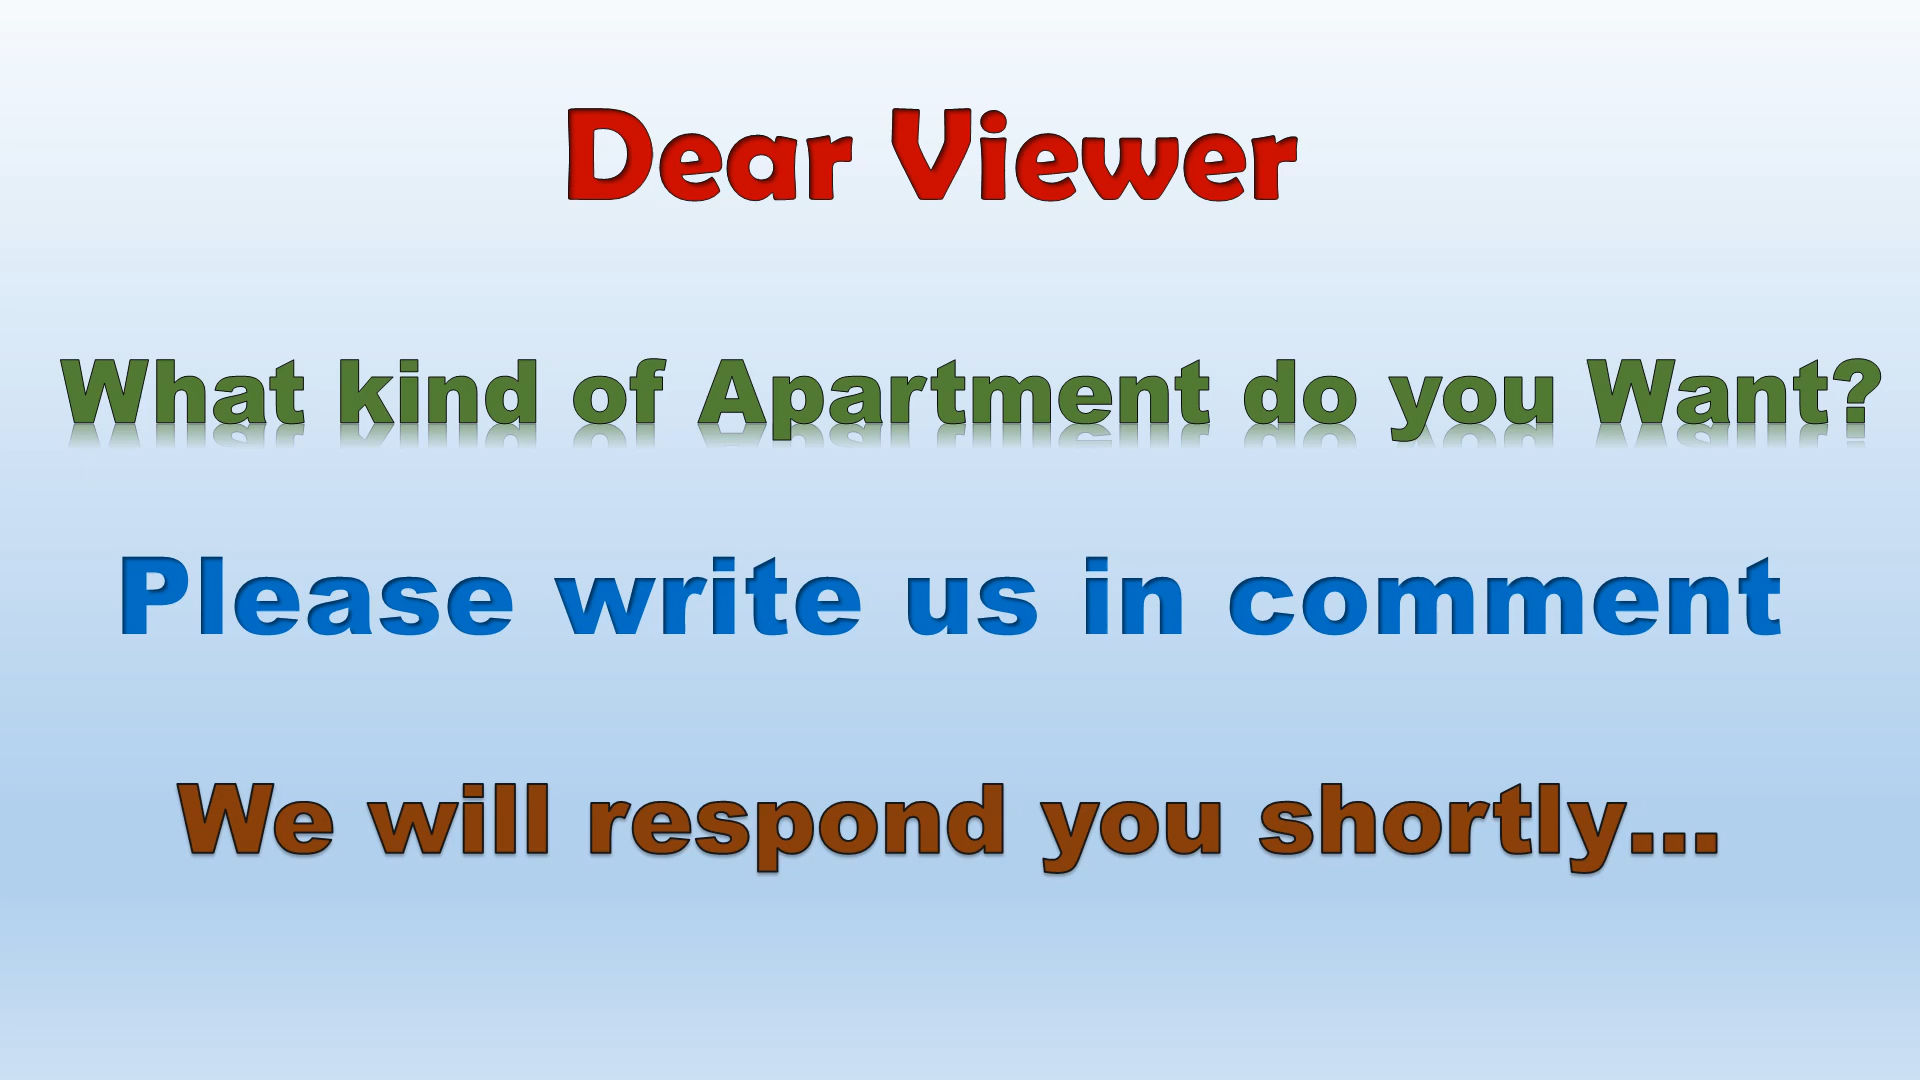 Dear Viewer
What kind of Apartment do you Want?
Please write us in comment
We will respond you shortly...